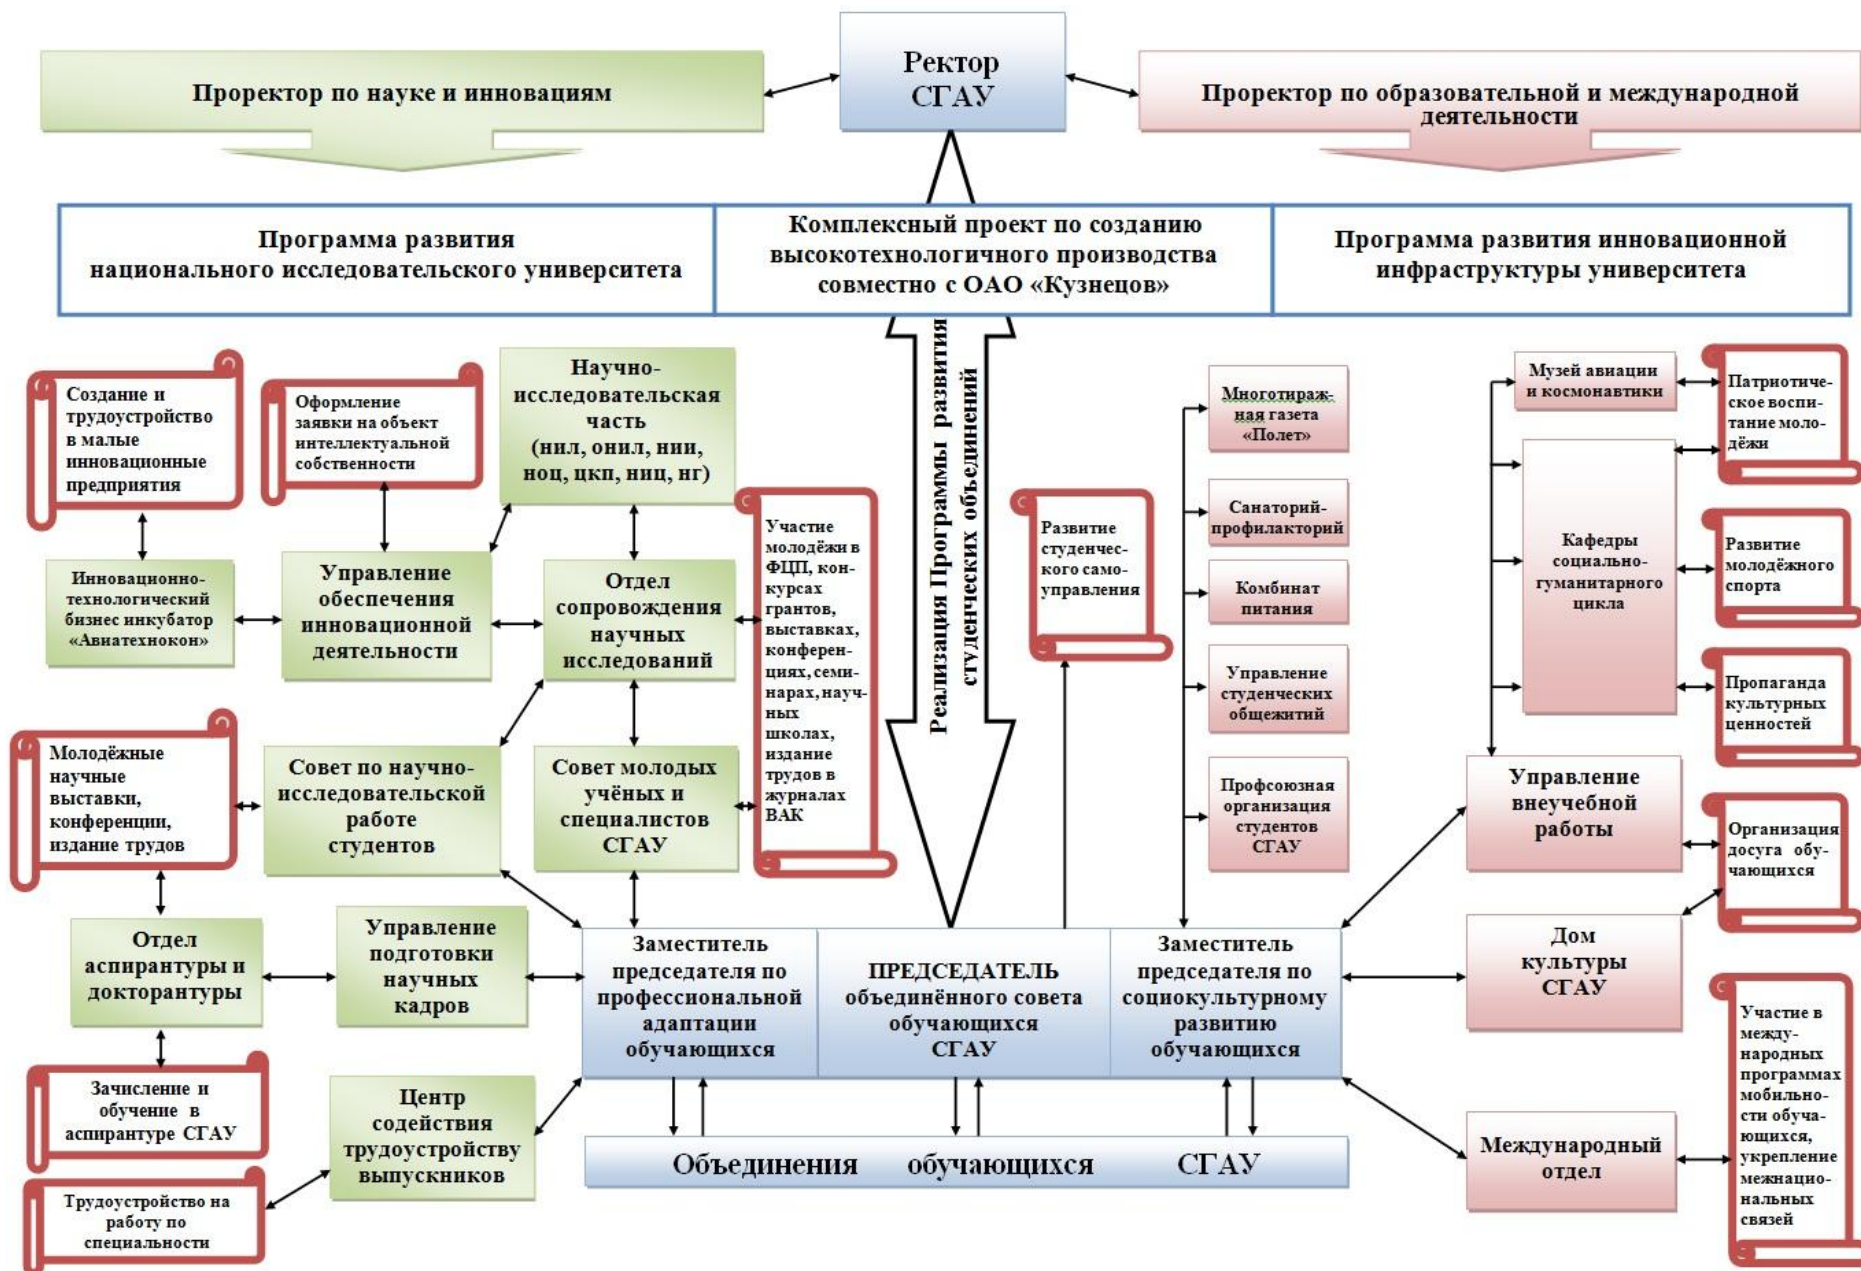 Ректор
СГАУ
Проректор по науке и инновациям
Проректор по образовательной и международной
деятельности
Программа развития
национального исследовательского университета
Комплексный проект по созданию
высокотехнологичного производства
совместно с ОАО «Кузнецов»
Программа развития инновационной
инфраструктуры университета
Реализация Программы развития
студенческих объединений
Создание и
трудоустройство
в малые
инновационные
предприятия
Оформление
заявки на объект
интеллектуальной
собственности
Научно-
исследовательская
часть
(нил, онил, нии,
ноц, цкп, ниц, нг)
Инновационно-
технологический
бизнес инкубатор
«Авиатехнокон»
Управление
обеспечения
инновационной
деятельности
Отдел
сопровождения
научных
исследований
Участие
молодёжи в
ФЦП, кон-
курсах
грантов,
выставках,
конферен-
циях, семи-
нарах, науч-
ных
школах,
издание
трудов в
журналах
ВАК
Молодёжные
научные
выставки,
конференции,
издание трудов
Совет по научно-
исследовательской
работе
студентов
Совет молодых
учёных и
специалистов
СГАУ
Отдел
аспирантуры и
докторантуры
Управление
подготовки
научных
кадров
Зачисление и
обучение в
аспирантуре СГАУ
Центр
содействия
трудоустройству
выпускников
Трудоустройство на
работу по
специальности
Развитие
студенчес-
кого само-
управления
Многотираж-
ная газета
«Полет»
Санаторий-
профилакторий
Комбинат
питания
Управление
студенческих
общежитий
Профсоюзная
организация
студентов
СГАУ
Музей авиации
и космонавтики
Патриотиче-
ское воспи-
тание моло-
дёжи
Кафедры
социально-
гуманитарного
цикла
Развитие
молодёжного
спорта
Пропаганда
культурных
ценностей
Управление
внеучебной
работы
Организация
досуга обу-
чающихся
Дом
культуры
СГАУ
Международный
отдел
Участие в
между-
народных
программах
мобильно-
сти обуча-
ющихся,
укрепление
межнацио-
нальных
связей
Заместитель
председателя по
профессиональной
адаптации
обучающихся
ПРЕДСЕДАТЕЛЬ
объединённого совета
обучающихся
СГАУ
Заместитель
председателя по
социокультурному
развитию
обучающихся
Объединения обучающихся СГАУ